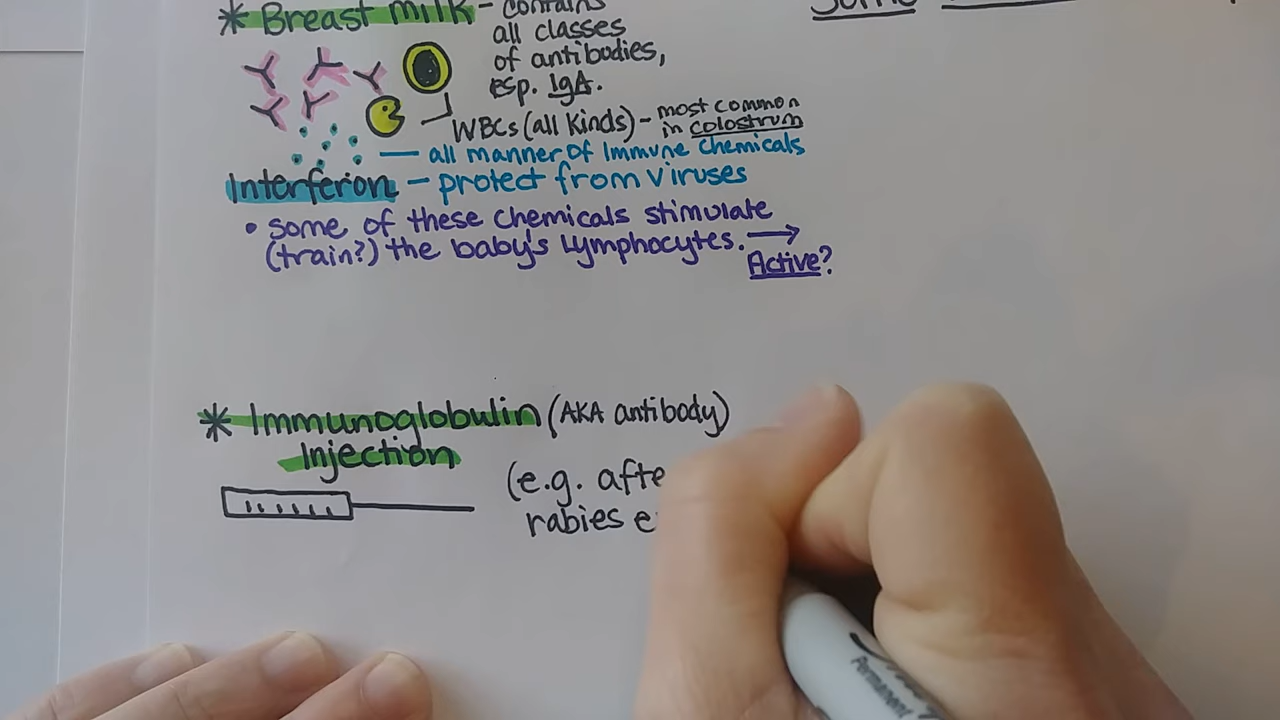 * Breast milk - contains
all classes
of antibodies,
esp. IgA.
WBCs (all kinds) - most common
in colostrum
all manner of Immune chemicals
Interferon - protect from viruses
• some of these chemicals stimulate
(train?) the baby's lymphocytes. →
Active?
* Immunoglobulin (AKA antibody)
Injection
(e.g. afte
rabies e
Some
Permanent